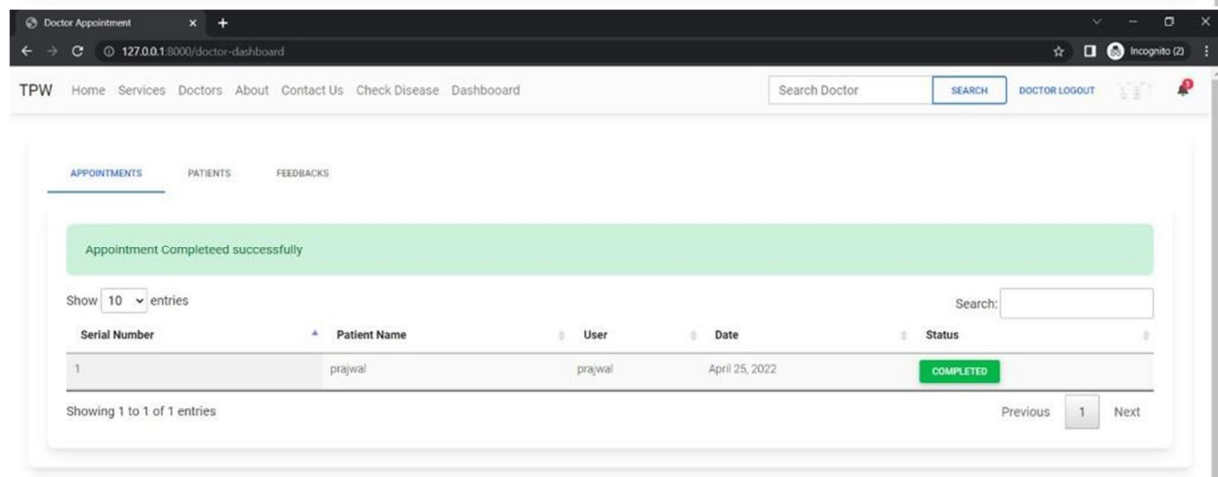 Doctor Appointment
127.0.0.1:8000/doctor-dashboard
Incognito (2)
TPW Home Services Doctors About Contact Us Check Disease Dashbooard
Search Doctor SEARCH DOCTOR LOGOUT 1
APPOINTMENTS PATIENTS FEEDBACKS
Appointment Completeed successfully
Show 10 entries Search:
Serial Number Patient Name User Date Status
1 prajwal prajwal April 25, 2022 COMPLETED
Showing 1 to 1 of 1 entries Previous 1 Next